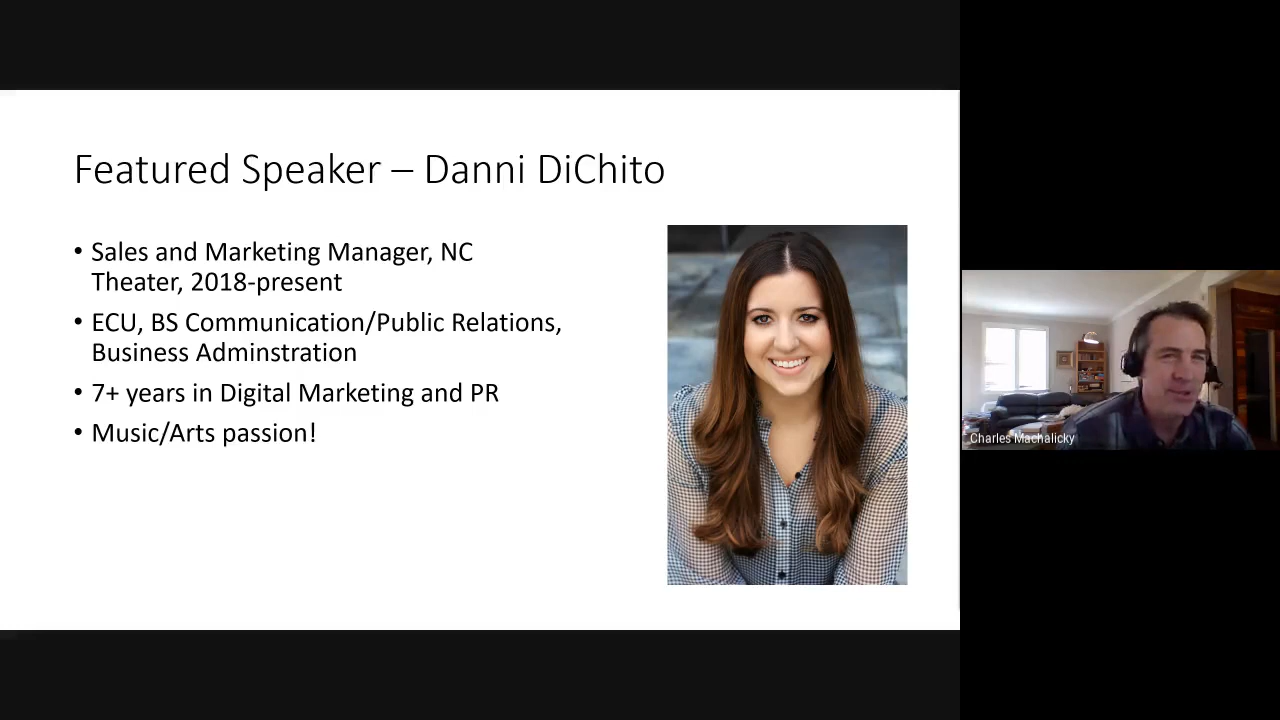 Featured Speaker – Danni DiChito
• Sales and Marketing Manager, NC
Theater, 2018-present
• ECU, BS Communication/Public Relations,
Business Adminstration
• 7+ years in Digital Marketing and PR
• Music/Arts passion!
Charles Machalicky